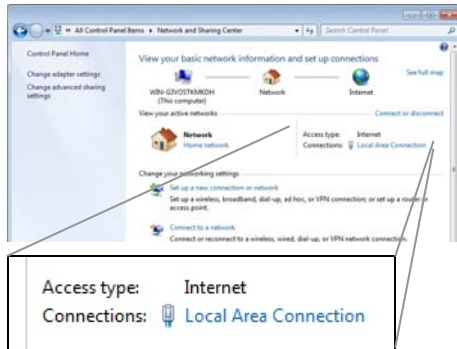 All Control Panel Items ▸ Network and Sharing Center
Search Control Panel
Control Panel Home
Change adapter settings
Change advanced sharing
settings
View your basic network information and set up connections
See full map
(This computer)
Network
Internet
View your active networks
Connect or disconnect
Network
Home network
Access type: Internet
Connections: Local Area Connection
Change your networking settings
Set up a new connection or network
Set up a wireless, broadband, dial-up, ad hoc, or VPN connection; or set up a router or
access point.
Connect to a network
Connect or reconnect to a wireless, wired, dial-up, or VPN network connection.
Access type: Internet
Connections: Local Area Connection